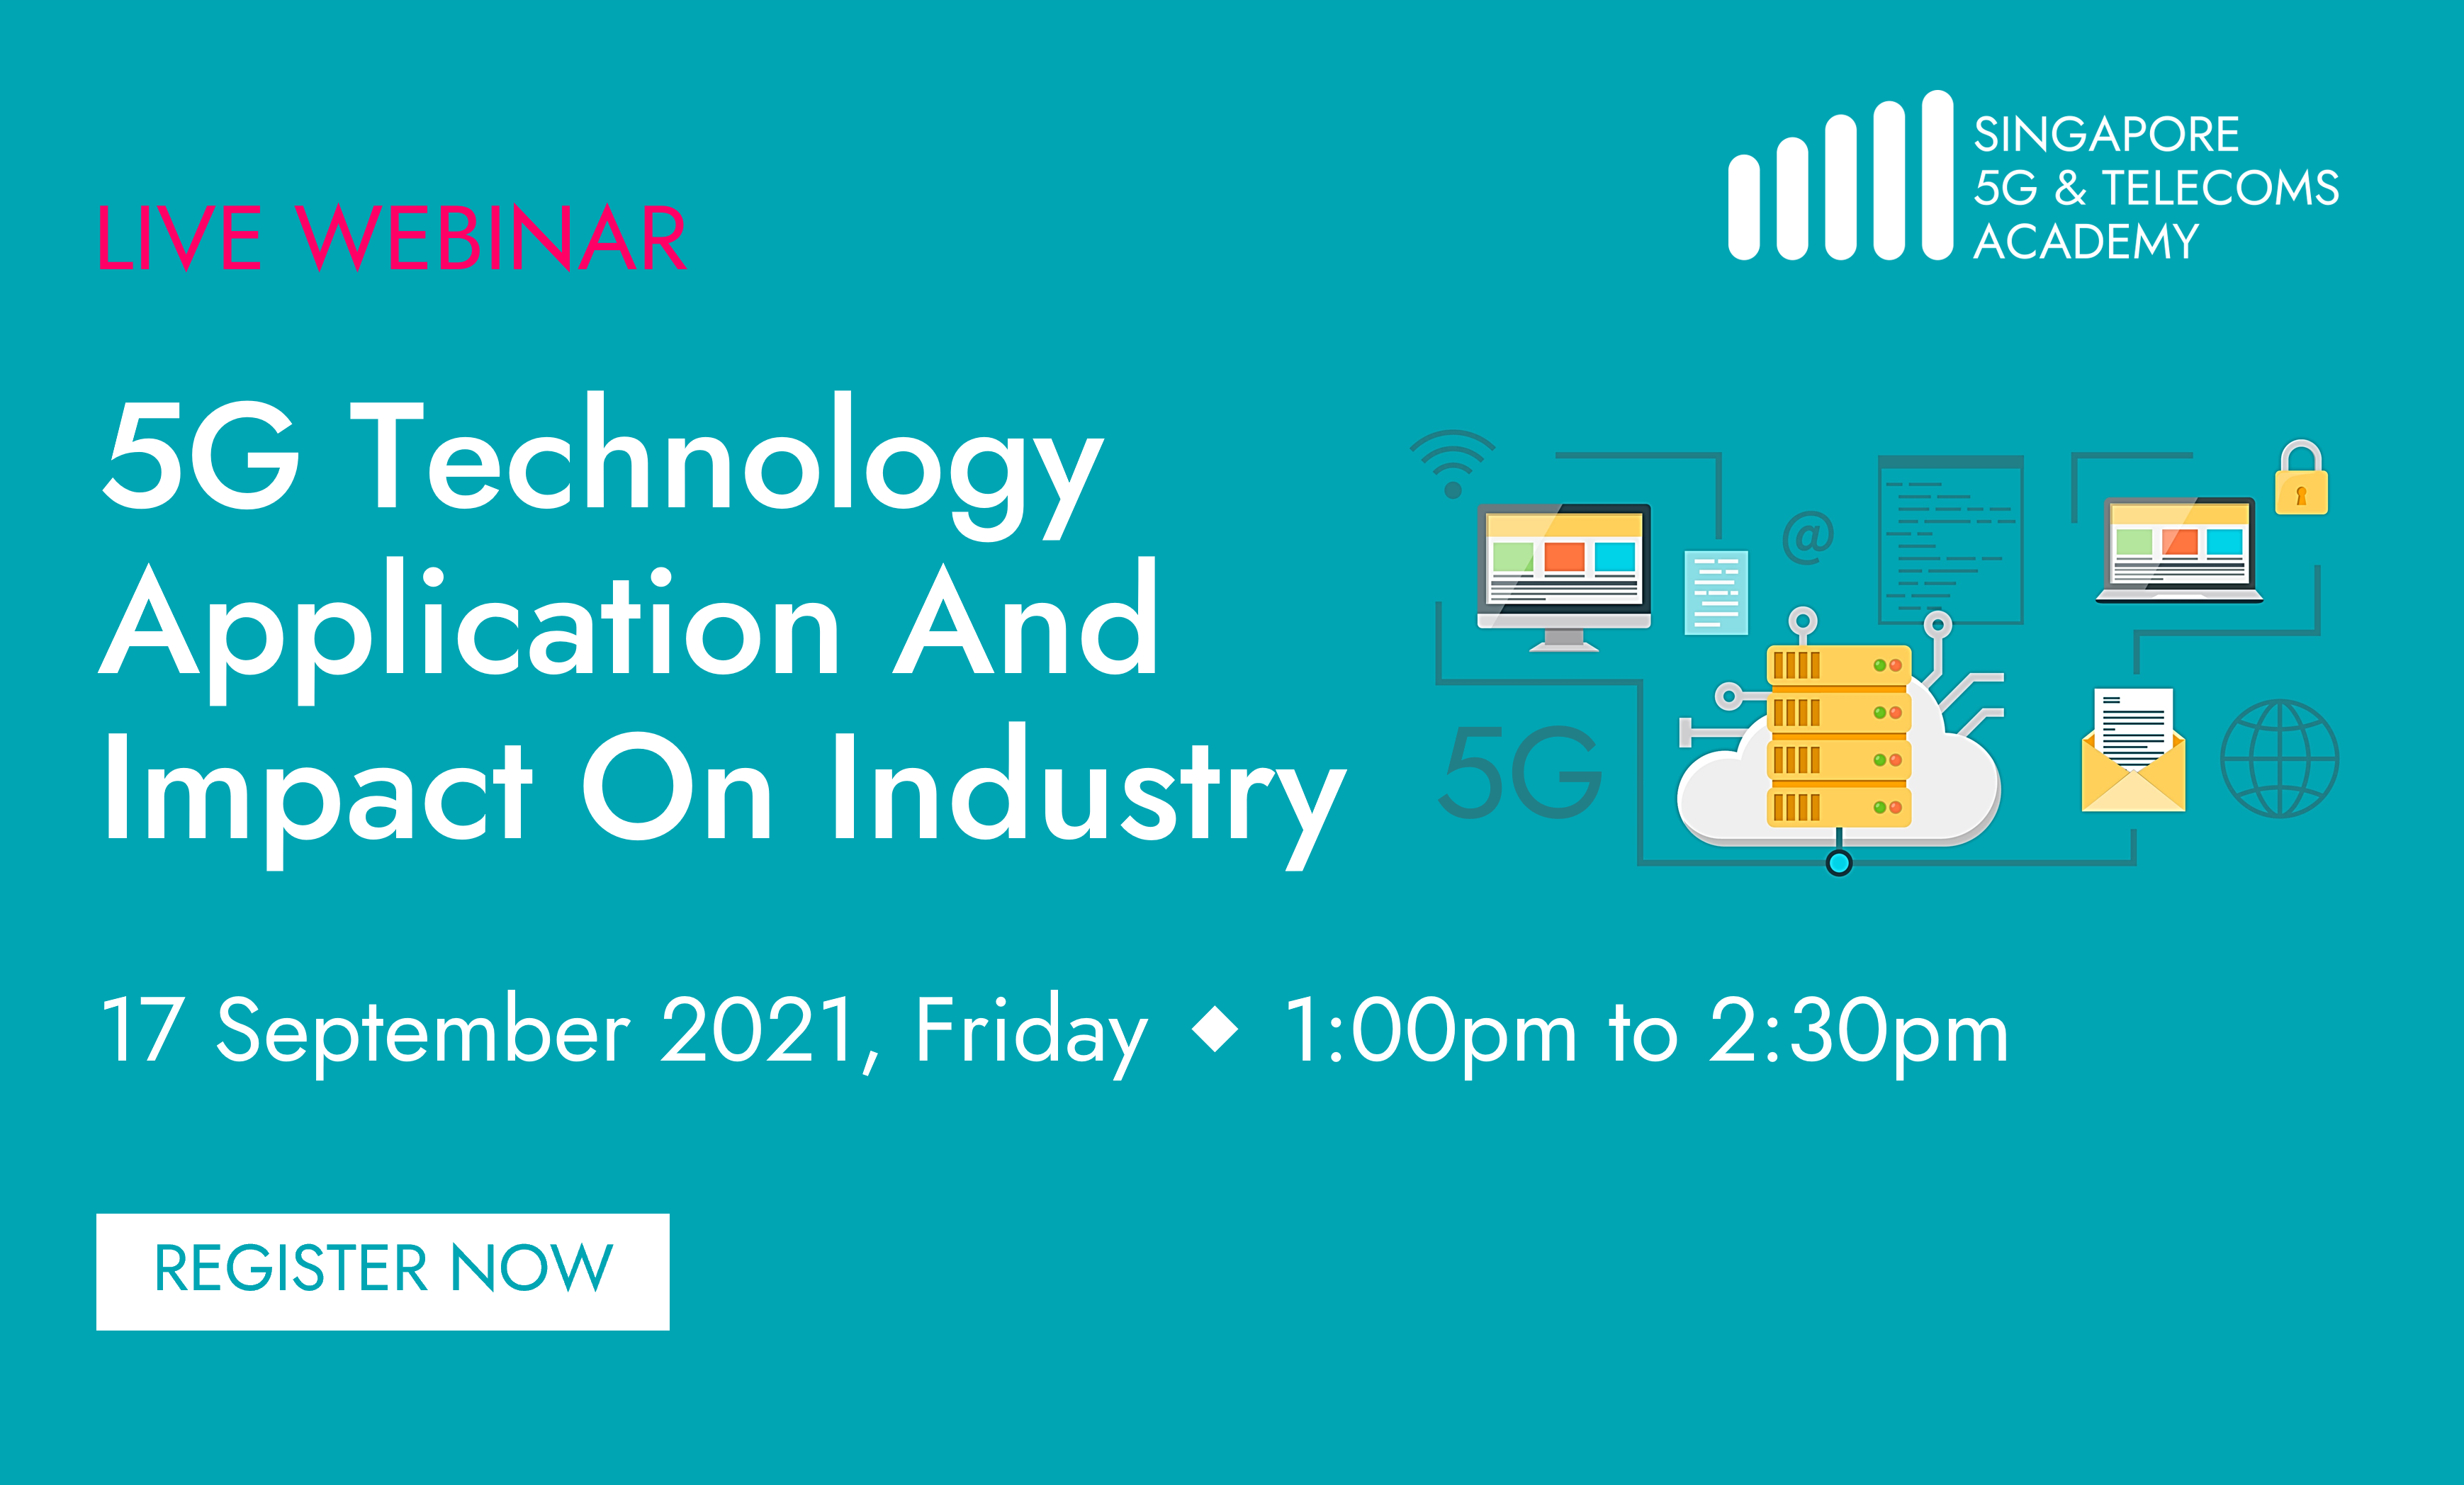 SINGAPORE
5G & TELECOMS
ACADEMY
LIVE WEBINAR
5G Technology
Application And
Impact On Industry
@
5G
17 September 2021, Friday ◆ 1:00pm to 2:30pm
REGISTER NOW